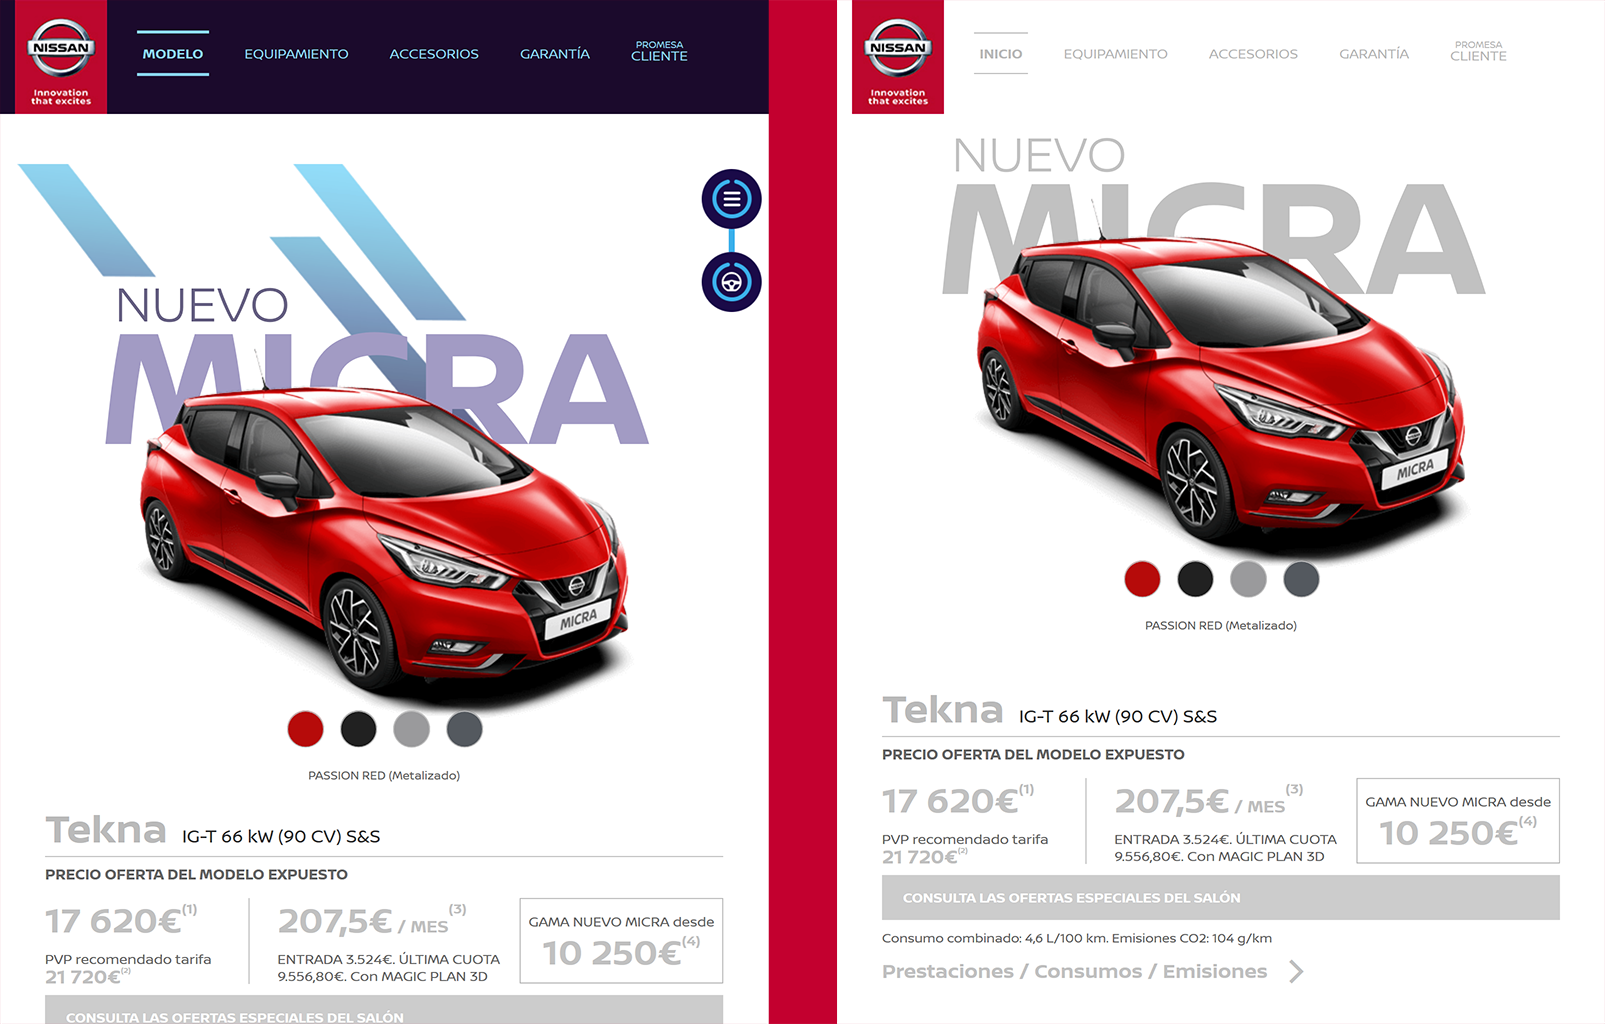 NISSAN
Innovation
that excites
MODELO
EQUIPAMIENTO
ACCESORIOS
GARANTÍA
PROMESA
CLIENTE
NUEVO
MICRA
MICRA
PASSION RED (Metalizado)
Tekna IG-T 66 kW (90 CV) S&S
PRECIO OFERTA DEL MODELO EXPUESTO
17 620€(1)
PVP recomendado tarifa
21 720€(2)
207,5€ / MES(3)
ENTRADA 3.524€. ÚLTIMA CUOTA
9.556,80€. Con MAGIC PLAN 3D
GAMA NUEVO MICRA desde
10 250€(4)
CONSULTA LAS OFERTAS ESPECIALES DEL SALÓN
NISSAN
Innovation
that excites
INICIO
EQUIPAMIENTO
ACCESORIOS
GARANTÍA
PROMESA
CLIENTE
NUEVO
MICRA
MICRA
PASSION RED (Metalizado)
Tekna IG-T 66 kW (90 CV) S&S
PRECIO OFERTA DEL MODELO EXPUESTO
17 620€(1)
PVP recomendado tarifa
21 720€(2)
207,5€ / MES(3)
ENTRADA 3.524€. ÚLTIMA CUOTA
9.556,80€. Con MAGIC PLAN 3D
GAMA NUEVO MICRA desde
10 250€(4)
CONSULTA LAS OFERTAS ESPECIALES DEL SALÓN
Consumo combinado: 4,6 L/100 km. Emisiones CO2: 104 g/km
Prestaciones / Consumos / Emisiones